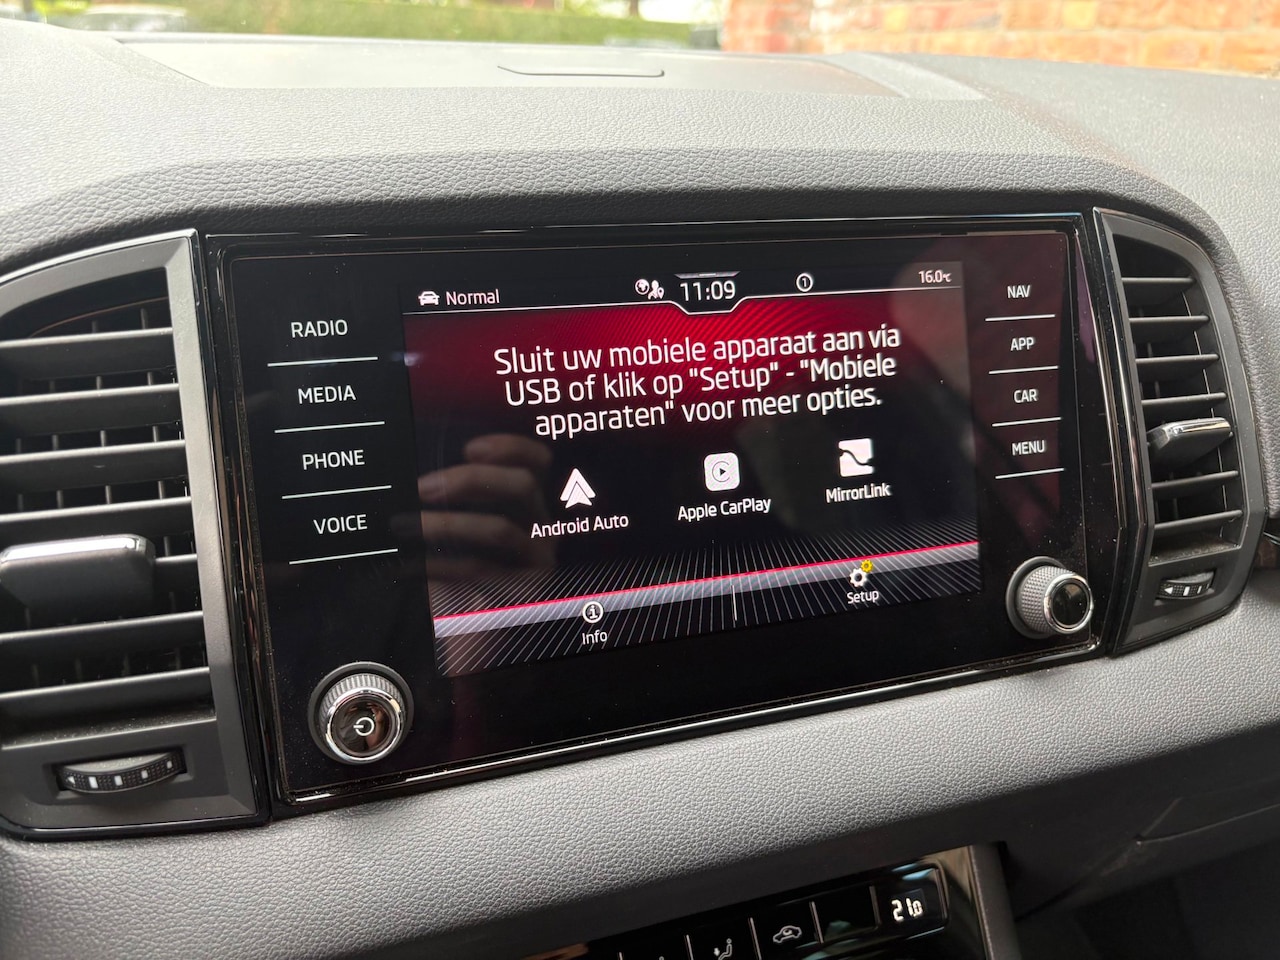 Normal
11:09
1
16.0°C
RADIO
MEDIA
PHONE
VOICE
Sluit uw mobiele apparaat aan via
USB of klik op "Setup" - "Mobiele
apparaten" voor meer opties.
Android Auto
Apple CarPlay
MirrorLink
Info
Setup
NAV
APP
CAR
MENU
21.0